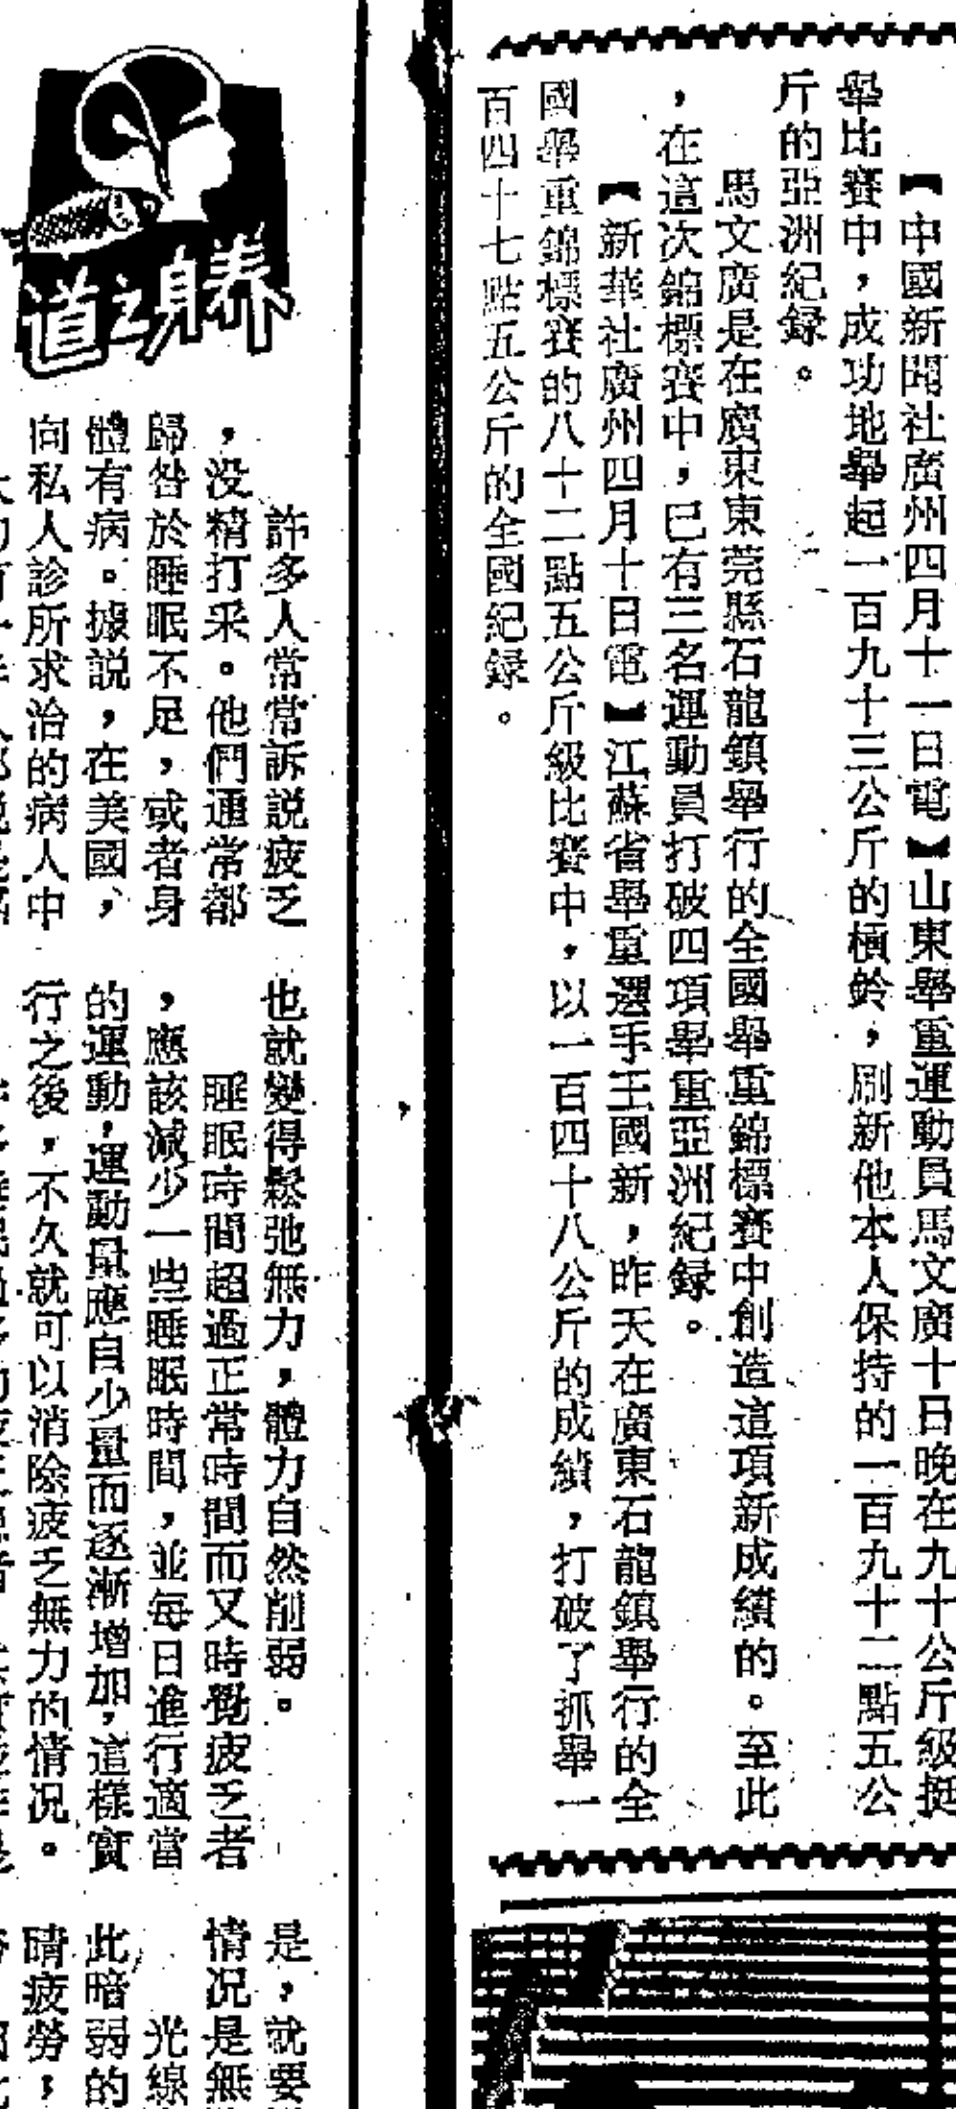 【中國新聞社廣州四月十一日電】山東舉重運動員馬文廣十日晚在九十公斤級挺
舉比賽中，成功地舉起一百九十三公斤的槓鈴，刷新他本人保持的一百九十二點五公
斤的亞洲紀録。
馬文廣是在廣東東莞縣石龍鎮舉行的全國舉重錦標賽中創造這項新成績的。至此
，在這次錦標賽中，已有三名運動員打破四項舉重亞洲紀録。
【新華社廣州四月十日電】江蘇省舉重選手王國新，昨天在廣東石龍鎮舉行的全
國舉重錦標賽的八十二點五公斤級比賽中，以一百四十八公斤的成績，打破了抓舉一
百四十七點五公斤的全國紀録。
養身之道
許多人常常訴説疲乏
，没精打采。他們通常都
歸咎於睡眠不足，或者身
體有病。據説，在美國，
向私人診所求治的病人中
也就變得鬆弛無力，體力自然削弱。
睡眠時間超過正常時間而又時覺疲乏者
，應該減少一些睡眠時間，並每日進行適當
的運動，運動量應自少量而逐漸增加，這樣實
行之後，不久就可以消除疲乏無力的情况。
是，就要
情况是無
光線
此暗弱的
睛疲勞，